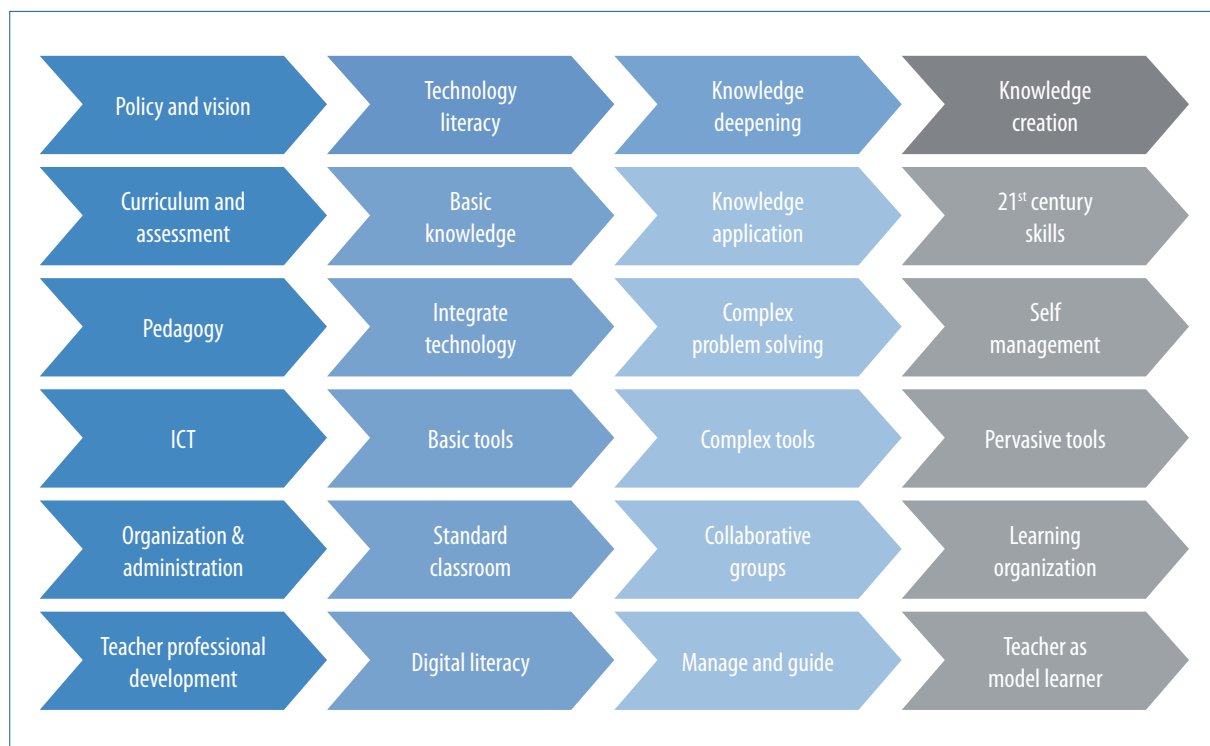 Policy and vision
Technology
literacy
Knowledge
deepening
Knowledge
creation
Curriculum and
assessment
Basic
knowledge
Knowledge
application
21st century
skills
Pedagogy
Integrate
technology
Complex
problem solving
Self
management
ICT
Basic tools
Complex tools
Pervasive tools
Organization &
administration
Standard
classroom
Collaborative
groups
Learning
organization
Teacher professional
development
Digital literacy
Manage and guide
Teacher as
model learner